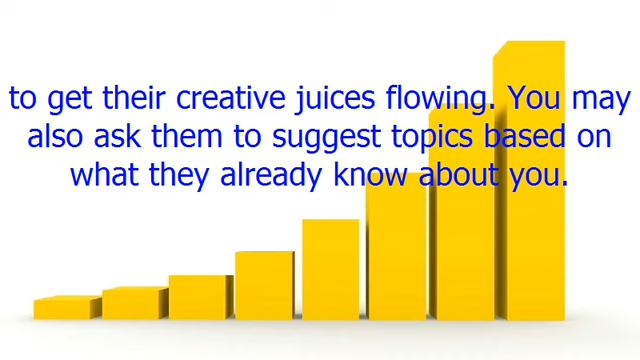 to get their creative juices flowing. You may
also ask them to suggest topics based on
what they already know about you.